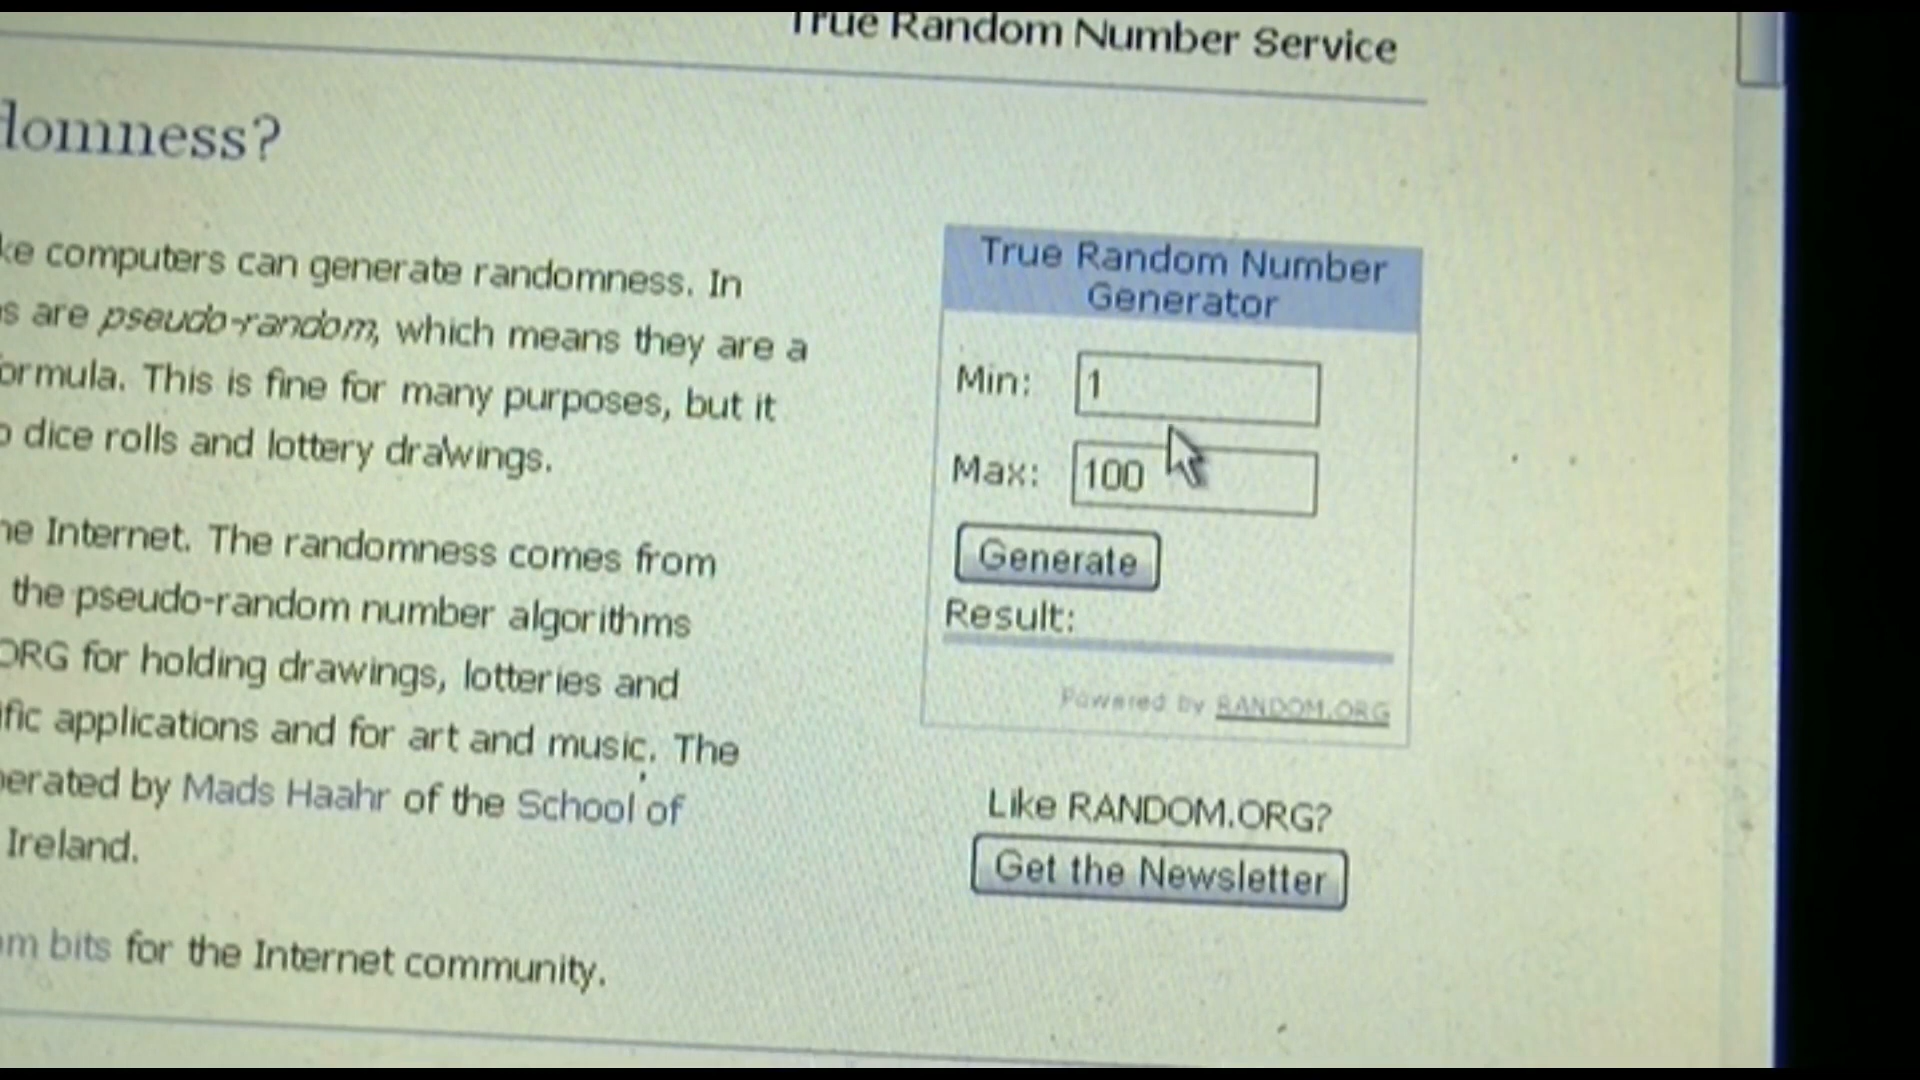 True Random Number Service
domness?
ke computers can generate randomness. In
s are pseudo-random, which means they are a
ormula. This is fine for many purposes, but it
o dice rolls and lottery drawings.
he Internet. The randomness comes from
the pseudo-random number algorithms
ORG for holding drawings, lotteries and
ific applications and for art and music. The
perated by Mads Haahr of the School of
Ireland.
om bits for the Internet community.
True Random Number
Generator
Min: 1
Max: 100
Generate
Result:
Powered by RANDOM.ORG
Like RANDOM.ORG?
Get the Newsletter